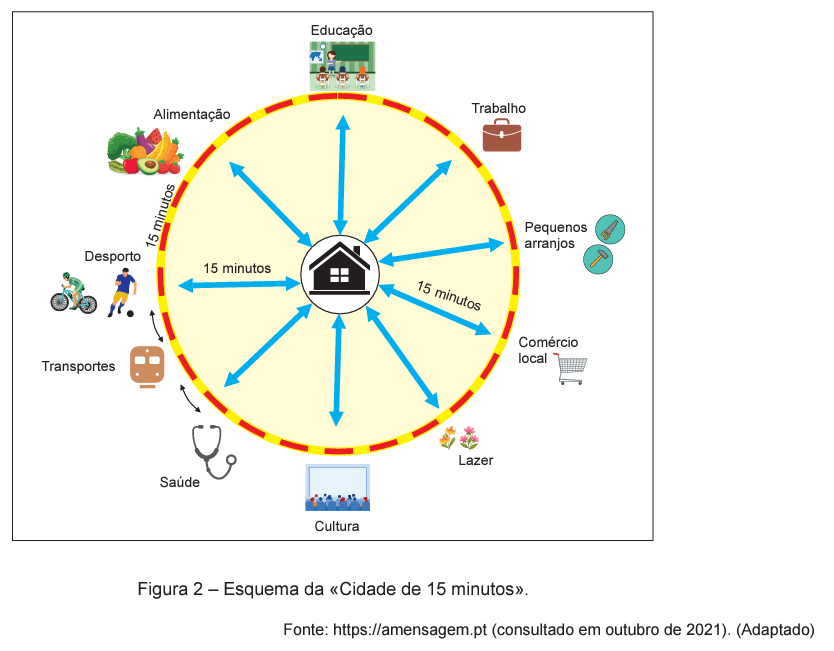 Educação
Alimentação
Trabalho
15 minutos
Pequenos
arranjos
Desporto
15 minutos
15 minutos
Comércio
local
Transportes
Lazer
Saúde
Cultura
Figura 2 – Esquema da «Cidade de 15 minutos».
Fonte: https://amensagem.pt (consultado em outubro de 2021). (Adaptado)